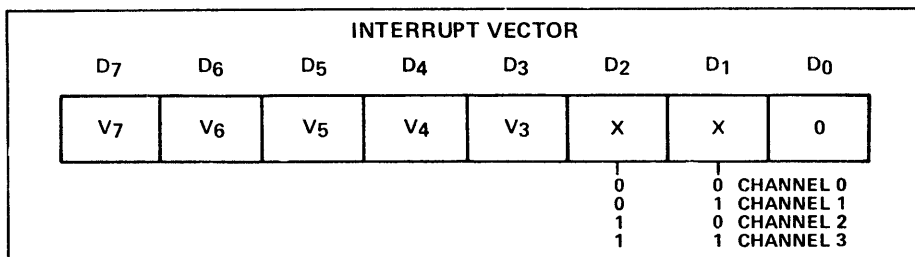 INTERRUPT VECTOR
D7 D6 D5 D4 D3 D2 D1 D0
V7 V6 V5 V4 V3 X X 0
0 0 CHANNEL 0
0 1 CHANNEL 1
1 0 CHANNEL 2
1 1 CHANNEL 3